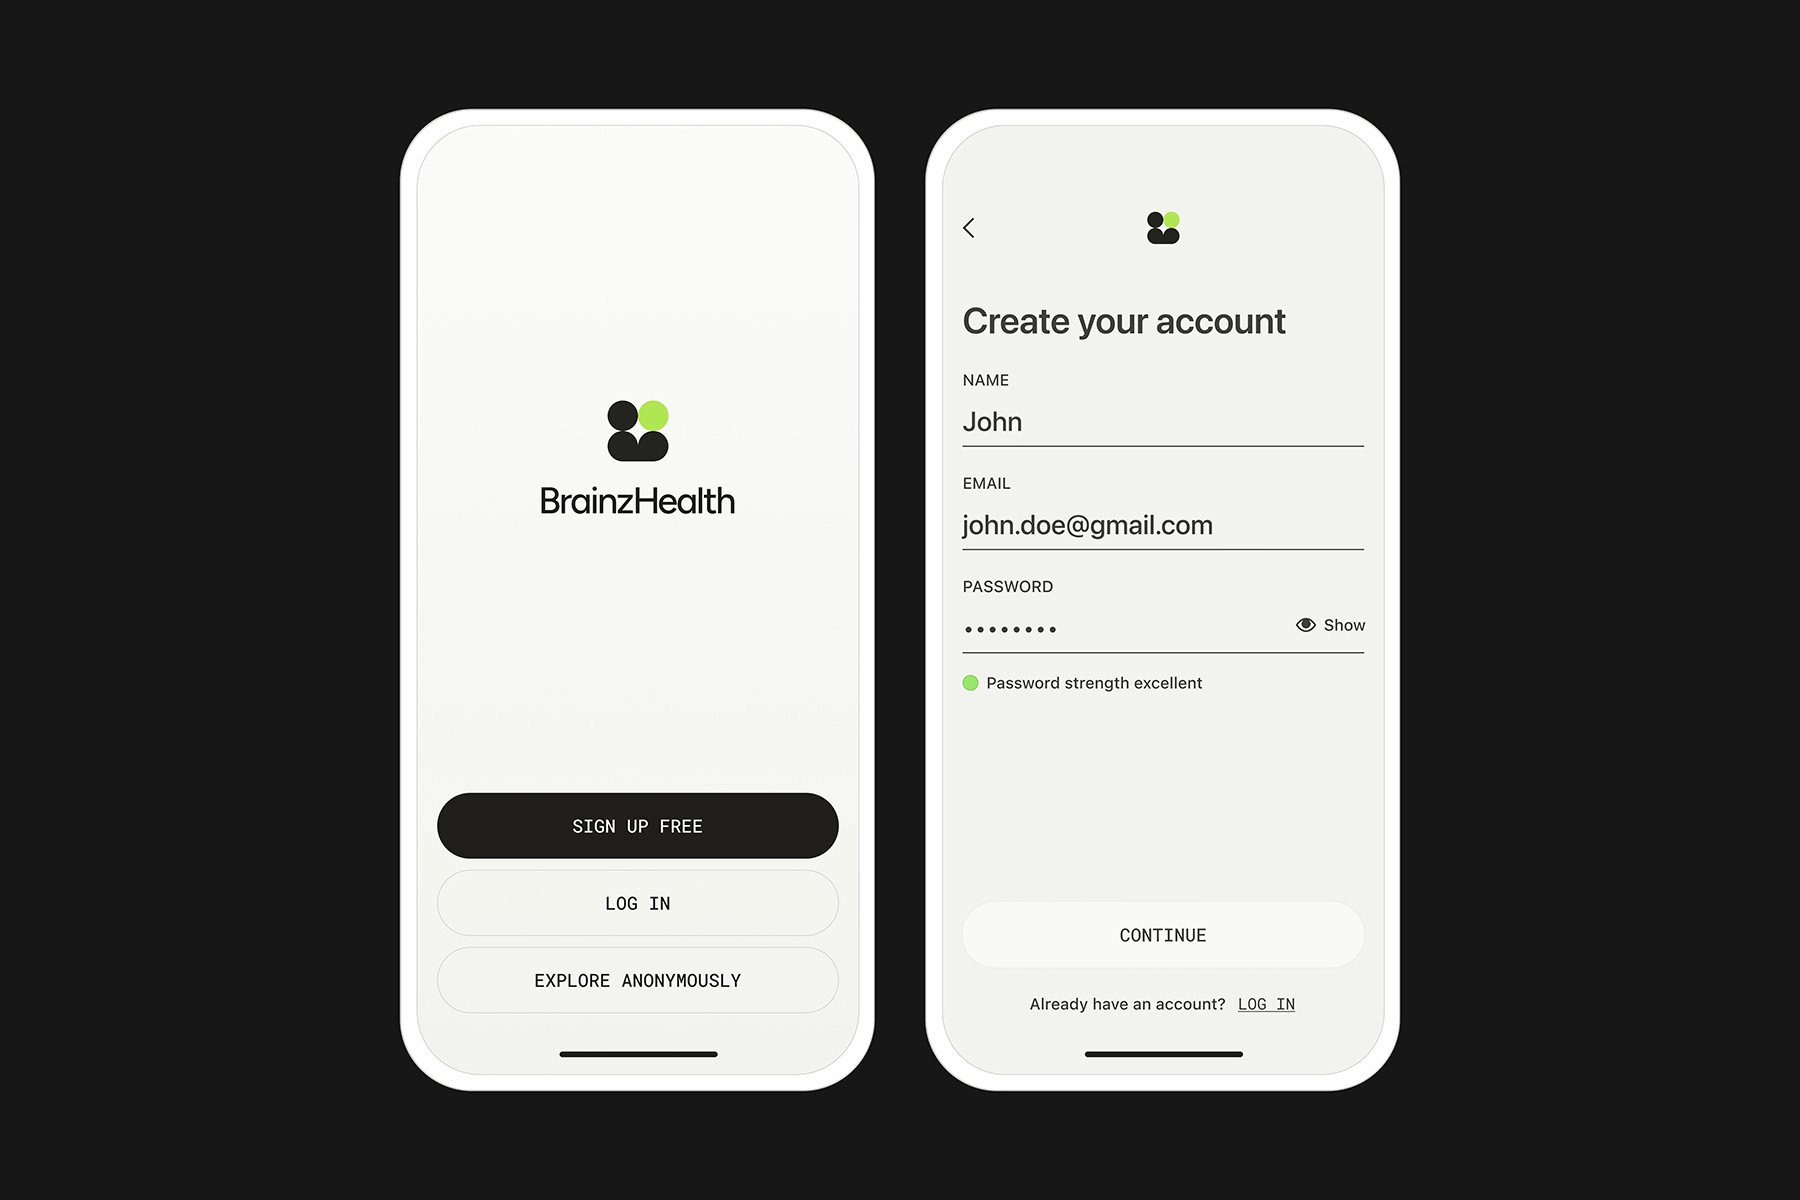 BrainzHealth
SIGN UP FREE
LOG IN
EXPLORE ANONYMOUSLY
Create your account
NAME
John
EMAIL
john.doe@gmail.com
PASSWORD
••••••••
Show
Password strength excellent
CONTINUE
Already have an account? LOG IN